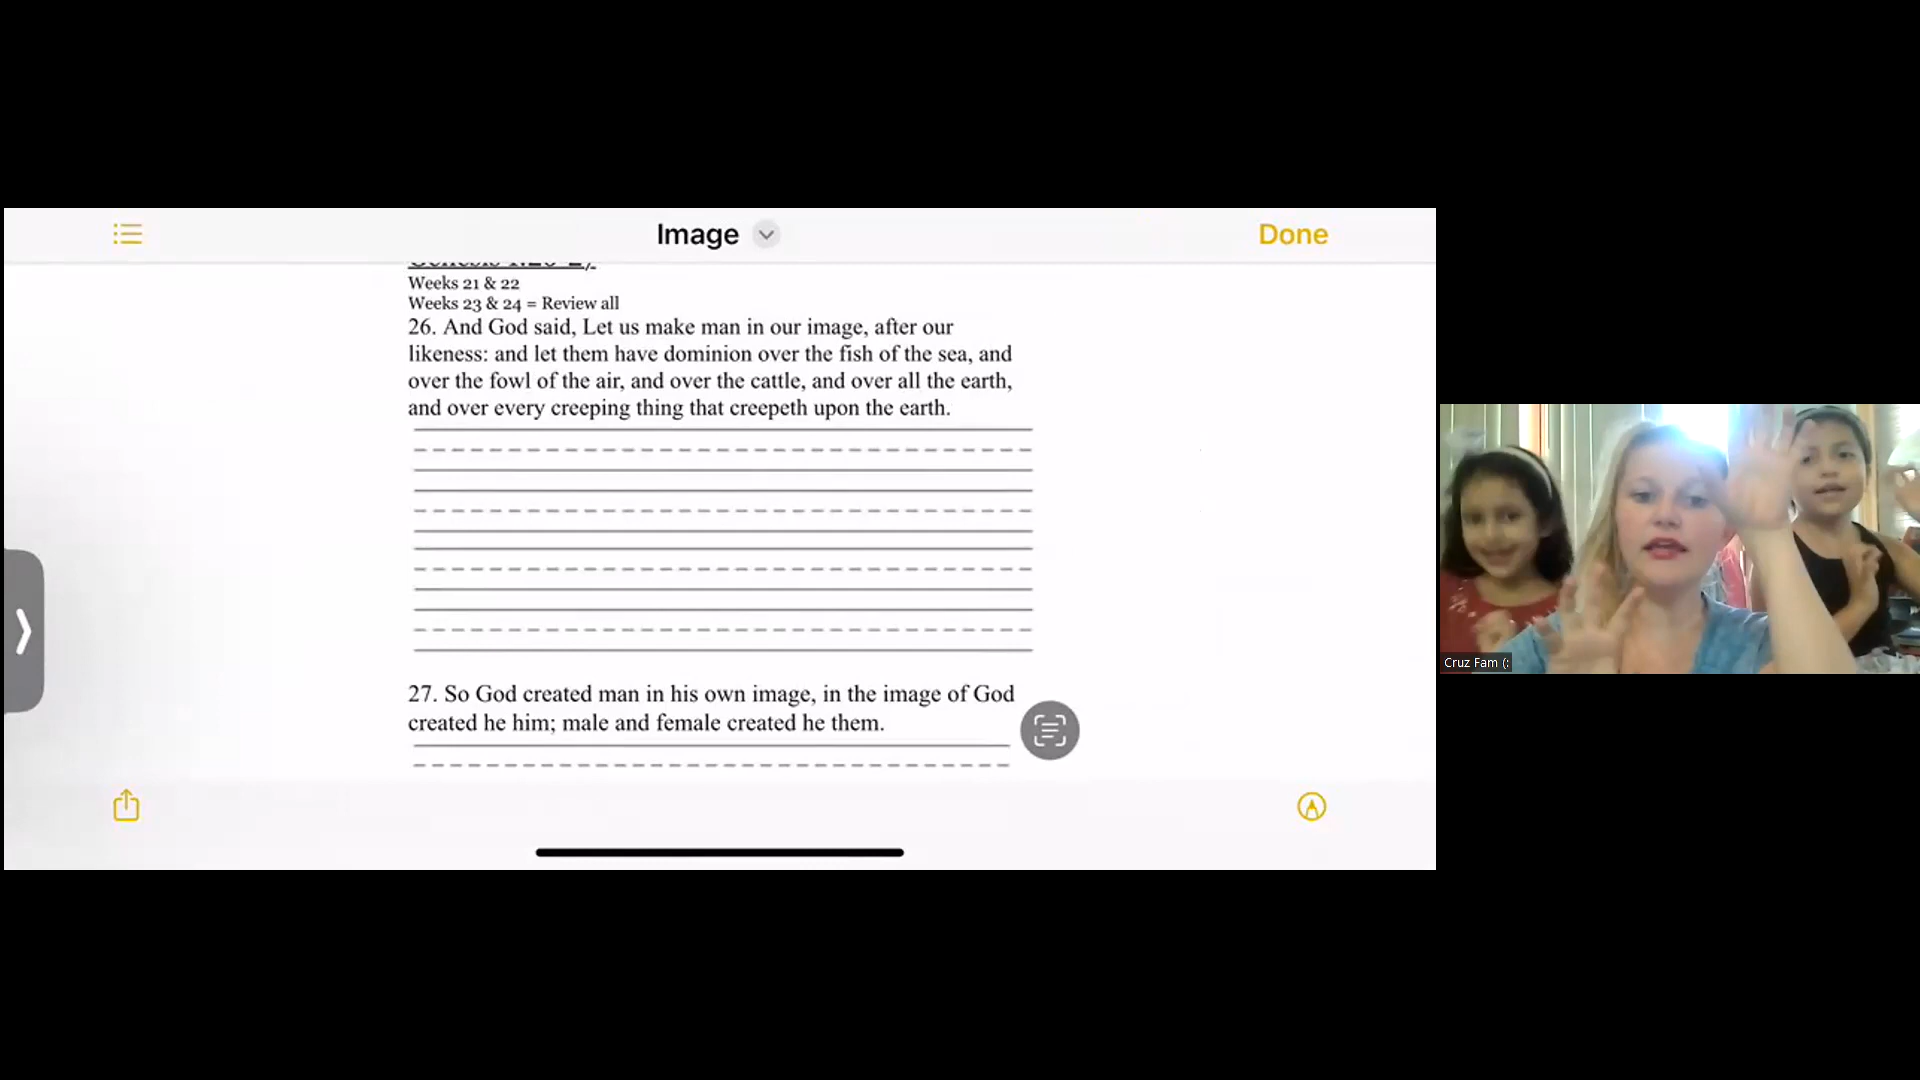 Image
Done
Genesis 1:26-27
Weeks 21 & 22
Weeks 23 & 24 = Review all
26. And God said, Let us make man in our image, after our
likeness: and let them have dominion over the fish of the sea, and
over the fowl of the air, and over the cattle, and over all the earth,
and over every creeping thing that creepeth upon the earth.
27. So God created man in his own image, in the image of God
created he him; male and female created he them.
Cruz Fam (: